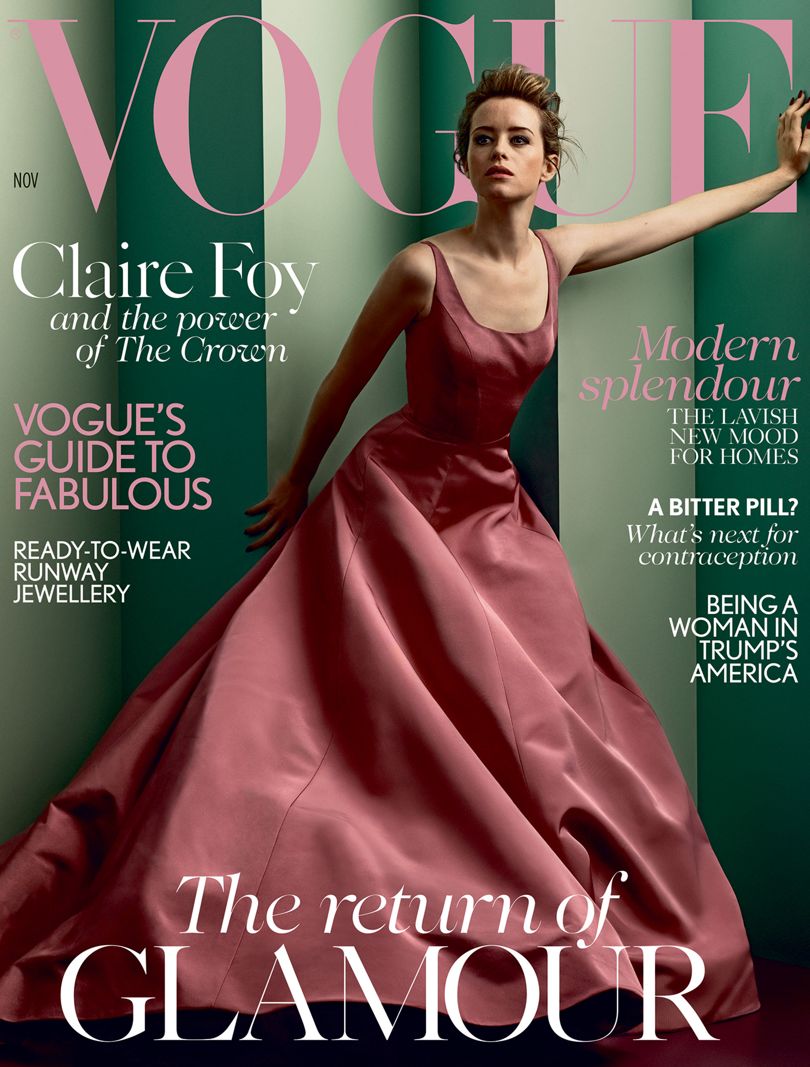 VOGUE
NOV
Claire Foy
and the power
of The Crown
VOGUE'S
GUIDE TO
FABULOUS
READY-TO-WEAR
RUNWAY
JEWELLERY
Modern
splendour
THE LAVISH
NEW MOOD
FOR HOMES
A BITTER PILL?
What's next for
contraception
BEING A
WOMAN IN
TRUMP'S
AMERICA
The return of
GLAMOUR